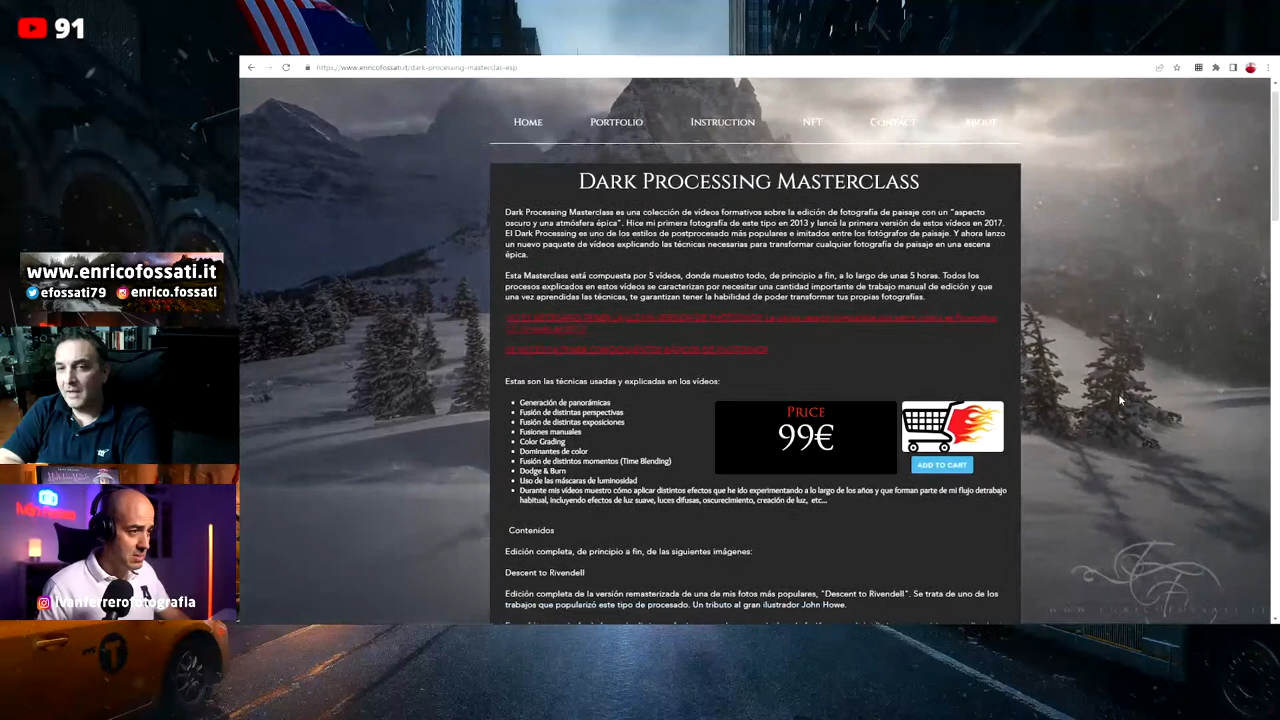 91
https://www.enricofossati.it/dark-processing-masterclas-esp
Home
Portfolio
Instruction
NFT
Contact
About
Dark Processing Masterclass
Dark Processing Masterclass es una colección de vídeos formativos sobre la edición de fotografía de paisaje con un "aspecto
oscuro y una atmósfera épica". Hice mi primera fotografía de este tipo en 2013 y lancé la primera versión de estos vídeos en 2017.
El Dark Processing es uno de los estilos de postprocesado más populares e imitados entre los fotógrafos de paisaje. Y ahora lanzo
un nuevo paquete de vídeos explicando las técnicas necesarias para transformar cualquier fotografía de paisaje en una escena
épica.
Esta Masterclass está compuesta por 5 vídeos, donde muestro todo, de principio a fin, a lo largo de unas 5 horas. Todos los
procesos explicados en estos vídeos se caracterizan por necesitar una cantidad importante de trabajo manual de edición y que
una vez aprendidas las técnicas, te garantizan tener la habilidad de poder transformar tus propias fotografías.
Estas son las técnicas usadas y explicadas en los vídeos:
Generación de panorámicas
Fusión de distintas perspectivas
Fusión de distintas exposiciones
Fusiones manuales
Color Grading
Dominantes de color
Fusión de distintos momentos (Time Blending)
Dodge & Burn
Uso de las máscaras de luminosidad
Durante mis vídeos muestro cómo aplicar distintos efectos que he ido experimentando a lo largo de los años y que forman parte de mi flujo detrabajo
habitual, incluyendo efectos de luz suave, luces difusas, oscurecimiento, creación de luz, etc...
Price
99€
ADD TO CART
Contenidos
Edición completa, de principio a fin, de las siguientes imágenes:
Descent to Rivendell
Edición completa de la versión remasterizada de una de mis fotos más populares, "Descent to Rivendell". Se trata de uno de los
trabajos que popularizó este tipo de procesado. Un tributo al gran ilustrador John Howe.
www.enricofossati.it
efossati79
enrico.fossati
ivanferrerofotografia